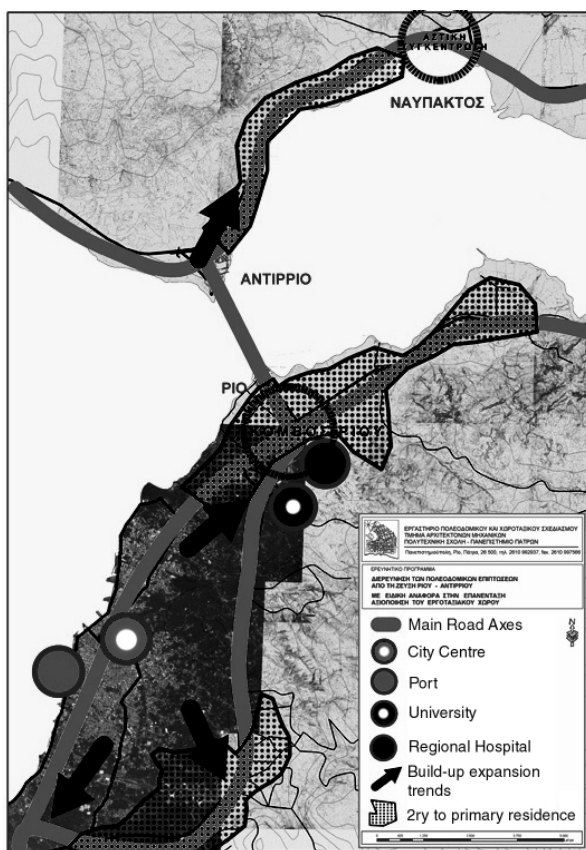 ΑΣΤΙΚΗ
ΣΥΓΚΕΝΤΡΩΣΗ
ΝΑΥΠΑΚΤΟΣ
ΑΝΤΙΡΡΙΟ
ΡΙΟ
ΚΟΜΒΟΣ ΡΙΟΥ
ΕΡΓΑΣΤΗΡΙΟ ΠΟΛΕΟΔΟΜΙΚΟΥ ΚΑΙ ΧΩΡΟΤΑΞΙΚΟΥ ΣΧΕΔΙΑΣΜΟΥ
ΤΜΗΜΑ ΑΡΧΙΤΕΚΤΟΝΩΝ ΜΗΧΑΝΙΚΩΝ
ΠΟΛΥΤΕΧΝΙΚΗ ΣΧΟΛΗ - ΠΑΝΕΠΙΣΤΗΜΙΟ ΠΑΤΡΩΝ
ΕΡΕΥΝΗΤΙΚΟ ΠΡΟΓΡΑΜΜΑ
ΔΙΕΡΕΥΝΗΣΗ ΤΩΝ ΠΟΛΕΟΔΟΜΙΚΩΝ ΕΠΙΠΤΩΣΕΩΝ
ΑΠΟ ΤΗ ΖΕΥΞΗ ΡΙΟΥ - ΑΝΤΙΡΡΙΟΥ
ΜΕ ΕΙΔΙΚΗ ΑΝΑΦΟΡΑ ΣΤΗΝ ΕΠΑΝΕΝΤΑΞΗ
ΑΞΙΟΠΟΙΗΣΗ ΤΟΥ ΕΡΓΟΤΑΞΙΑΚΟΥ ΧΩΡΟΥ
Main Road Axes
City Centre
Port
University
Regional Hospital
Build-up expansion
trends
2ry to primary residence